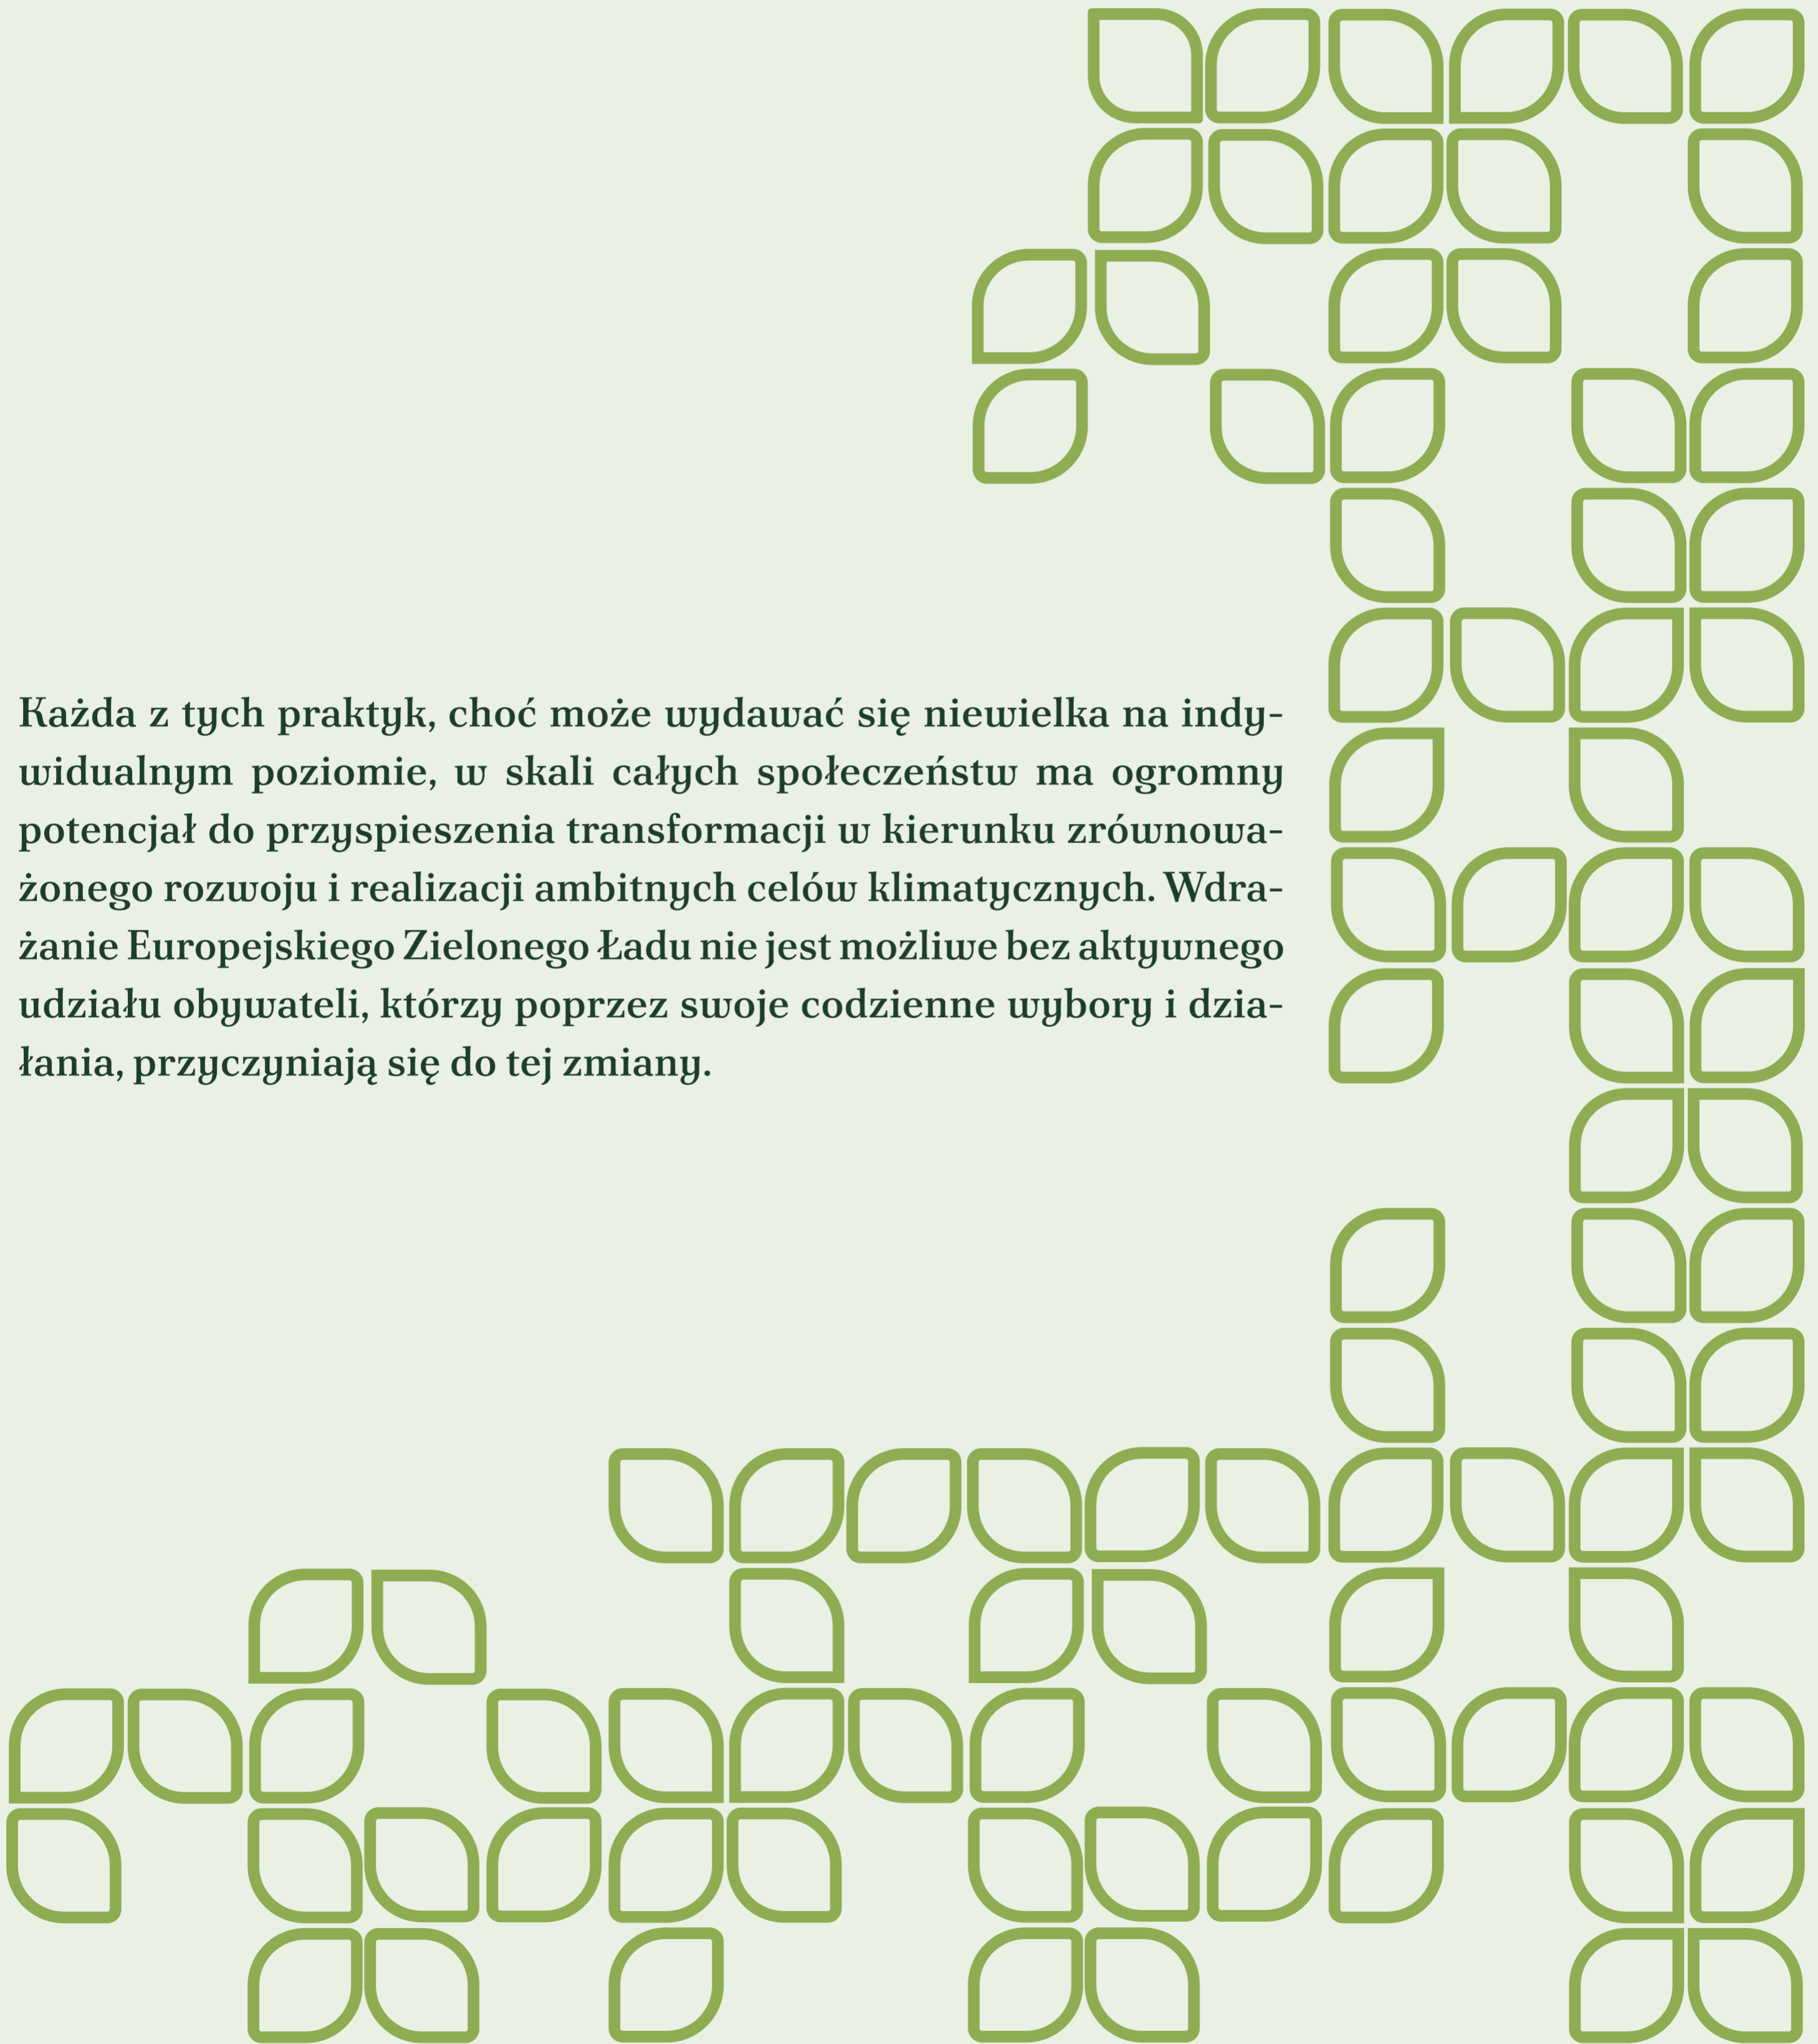 Każda z tych praktyk, choć może wydawać się niewielka na indy-
widualnym poziomie, w skali całych społeczeństw ma ogromny
potencjał do przyspieszenia transformacji w kierunku zrównowa-
żonego rozwoju i realizacji ambitnych celów klimatycznych. Wdra-
żanie Europejskiego Zielonego Ładu nie jest możliwe bez aktywnego
udziału obywateli, którzy poprzez swoje codzienne wybory i dzia-
łania, przyczyniają się do tej zmiany.